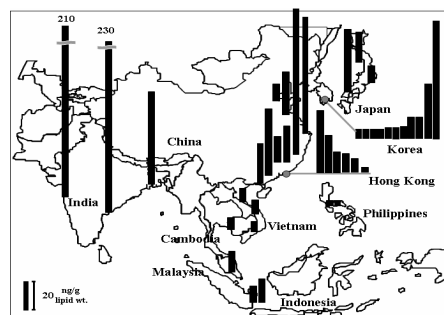 210
230
Japan
China
Korea
Hong Kong
India
Philippines
Vietnam
Cambodia
Malaysia
20 ng/g
lipid wt.
Indonesia